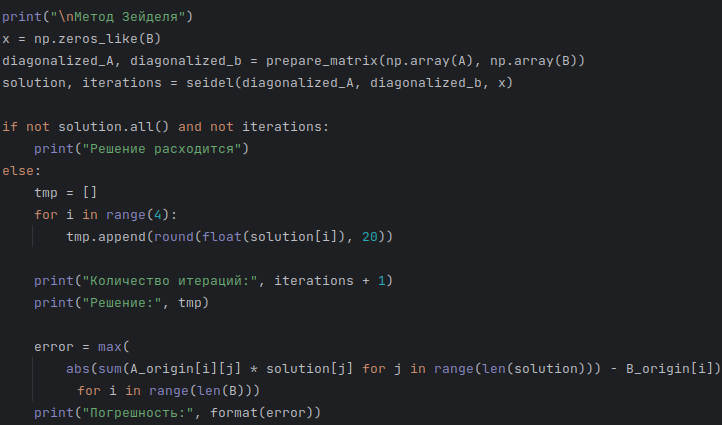 print("\nМетод Зейделя")
x = np.zeros_like(B)
diagonalized_A, diagonalized_b = prepare_matrix(np.array(A), np.array(B))
solution, iterations = seidel(diagonalized_A, diagonalized_b, x)

if not solution.all() and not iterations:
    print("Решение расходится")
else:
    tmp = []
    for i in range(4):
        tmp.append(round(float(solution[i]), 20))

    print("Количество итераций:", iterations + 1)
    print("Решение:", tmp)

    error = max(
        abs(sum(A_origin[i][j] * solution[j] for j in range(len(solution))) - B_origin[i])
         for i in range(len(B)))
    print("Погрешность:", format(error))